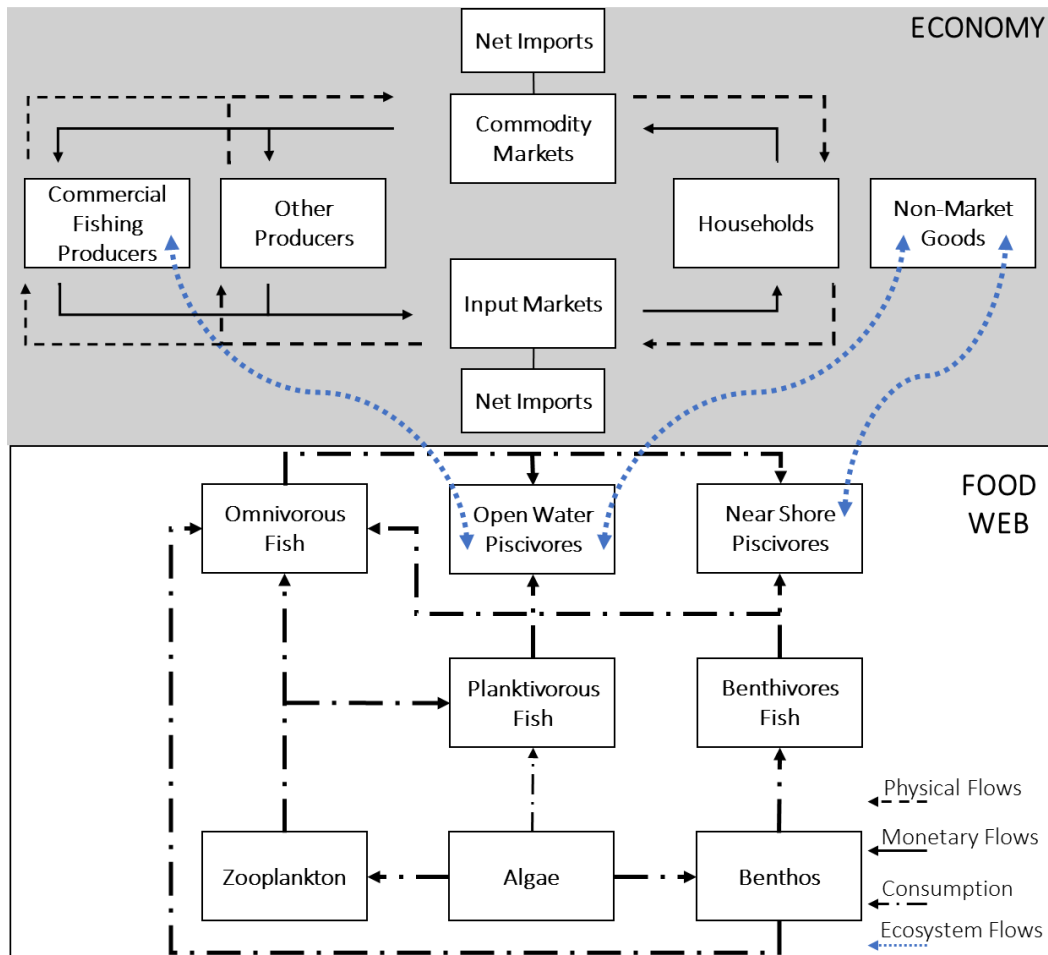 ECONOMY
Net Imports
Commodity
Markets
Commercial
Fishing
Producers
Other
Producers
Households
Non-Market
Goods
Input Markets
Net Imports
FOOD
WEB
Omnivorous
Fish
Open Water
Piscivores
Near Shore
Piscivores
Planktivorous
Fish
Benthivores
Fish
Zooplankton
Algae
Benthos
Physical Flows
Monetary Flows
Consumption
Ecosystem Flows